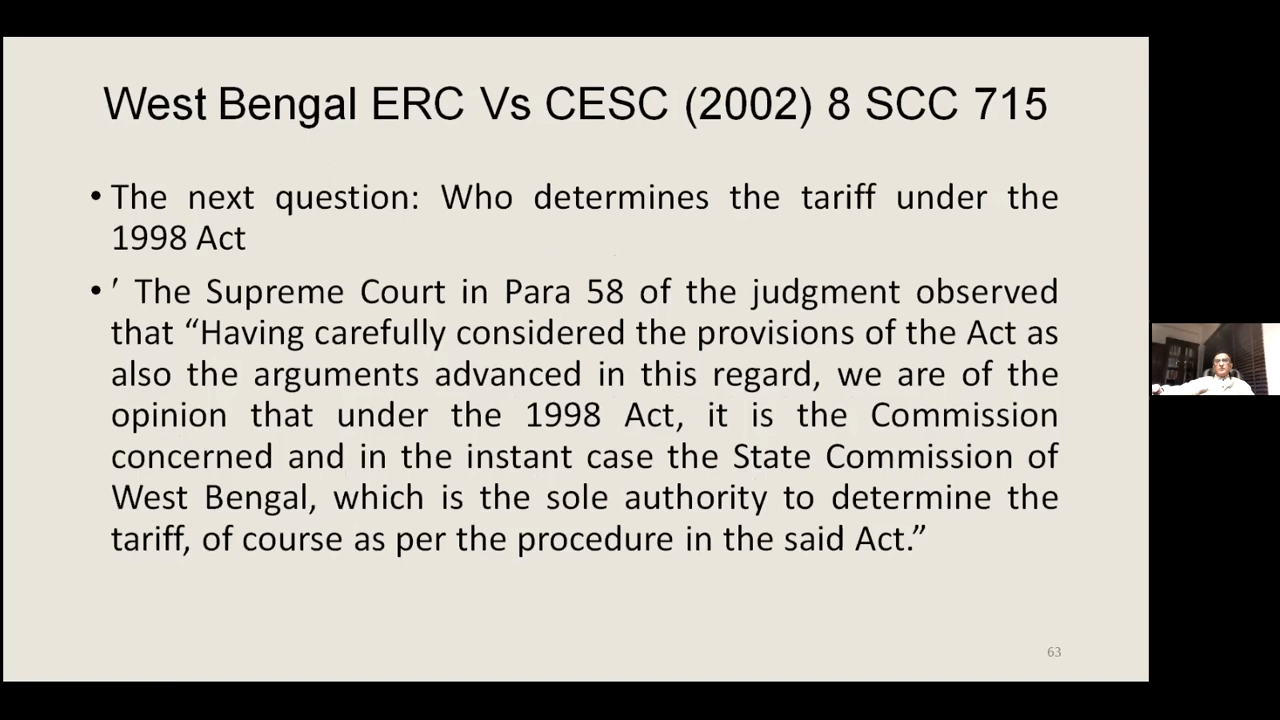 West Bengal ERC Vs CESC (2002) 8 SCC 715
• The next question: Who determines the tariff under the
1998 Act
• ′ The Supreme Court in Para 58 of the judgment observed
that “Having carefully considered the provisions of the Act as
also the arguments advanced in this regard, we are of the
opinion that under the 1998 Act, it is the Commission
concerned and in the instant case the State Commission of
West Bengal, which is the sole authority to determine the
tariff, of course as per the procedure in the said Act.”
63